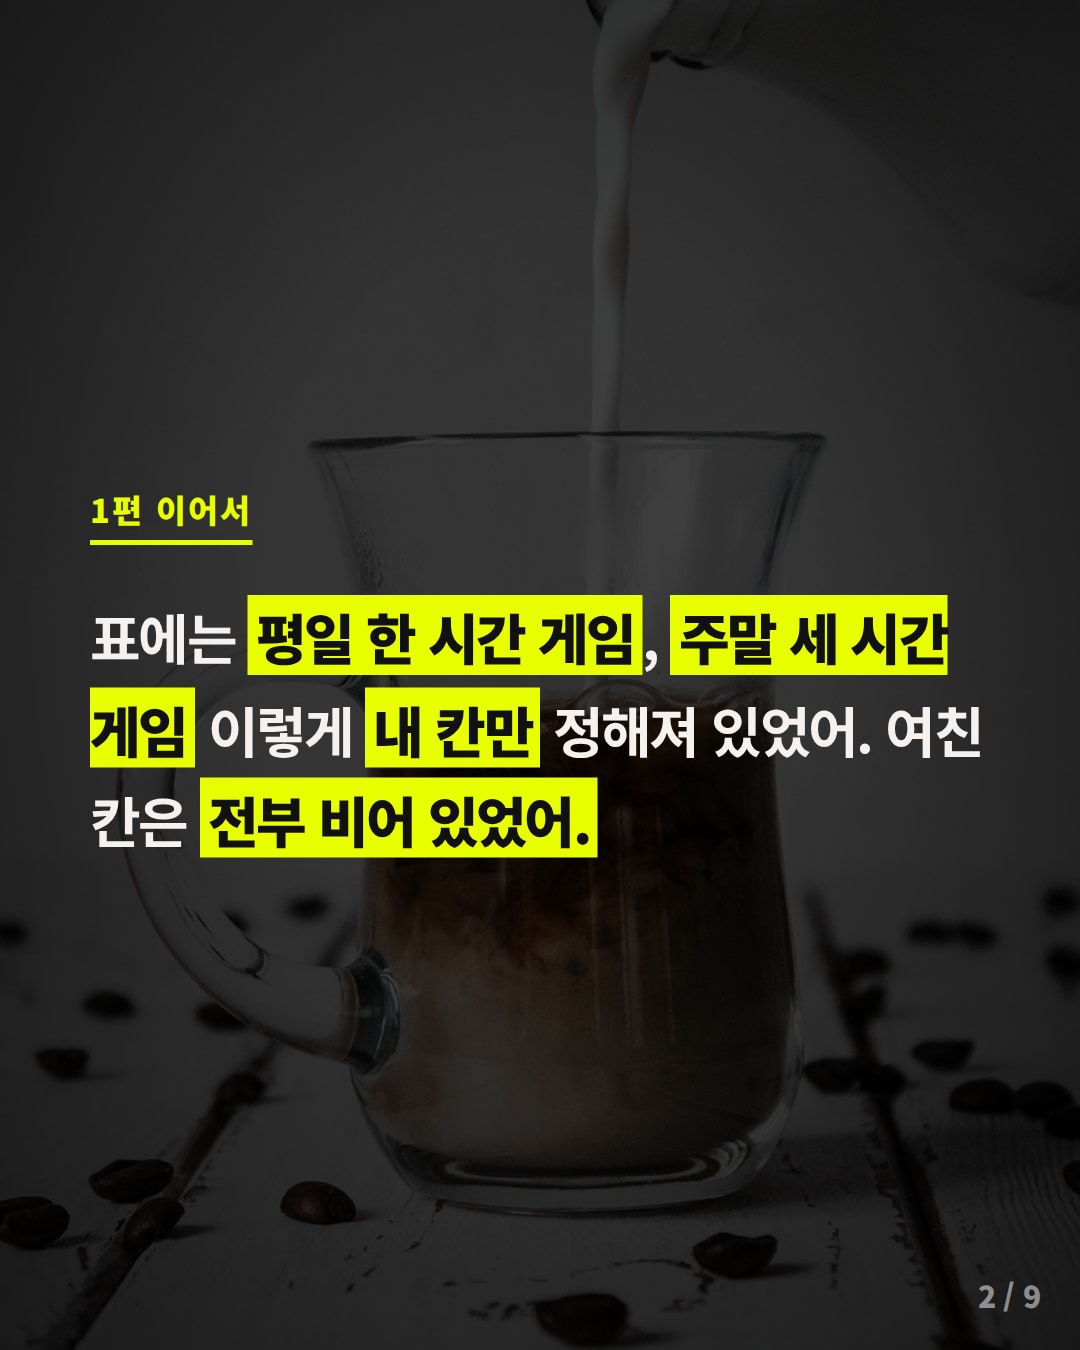 1편 이어서
표에는 평일 한 시간 게임, 주말 세 시간
게임 이렇게 내 칸만 정해져 있었어. 여친
칸은 전부 비어 있었어.
2 / 9